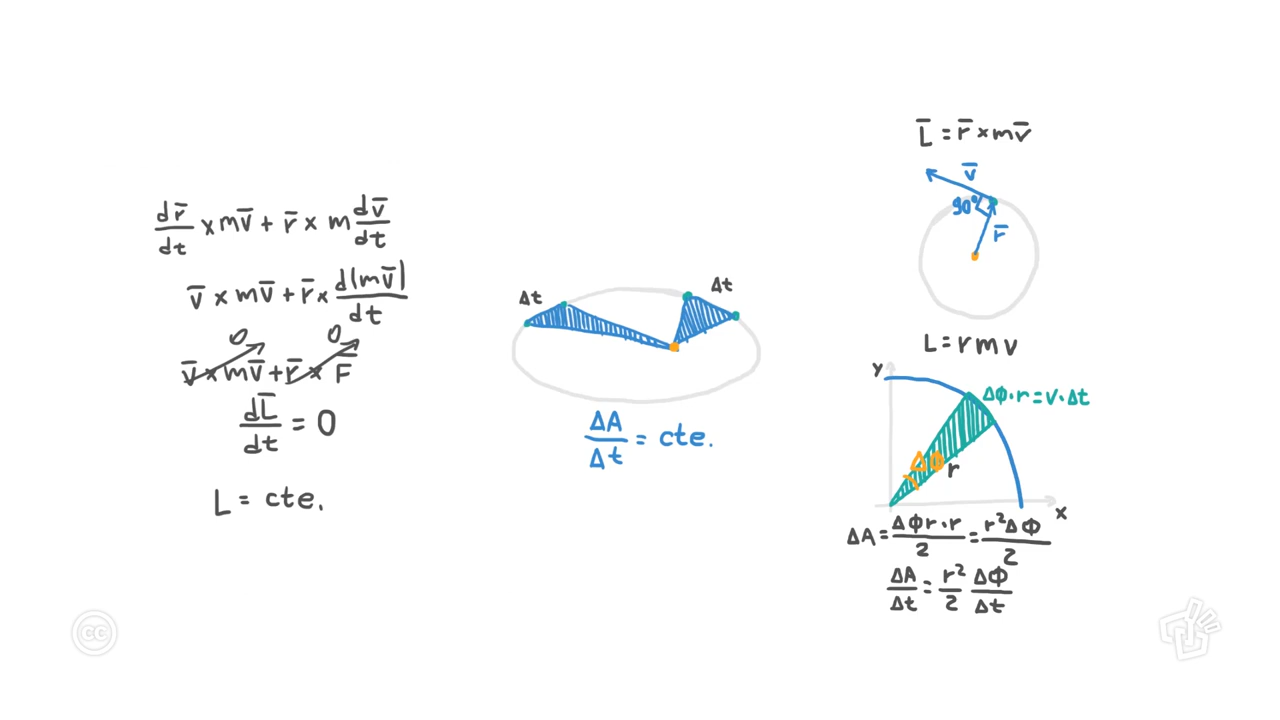 dr̄/dt × mv̄ + r̄ × m dv̄/dt
v̄ × mv̄ + r̄ × d(mv̄)/dt
0 0
v̄ × mv̄ + r̄ × F̄
dL̄/dt = 0
L = cte.
Δt Δt
ΔA/Δt = cte.
L̄ = r̄ × mv̄
v̄
90°
r̄
L = r m v
y
Δϕ·r = v·Δt
Δϕ
r
x
ΔA = Δϕr·r/2 = r²Δϕ/2
ΔA/Δt = r²/2 Δϕ/Δt
cc